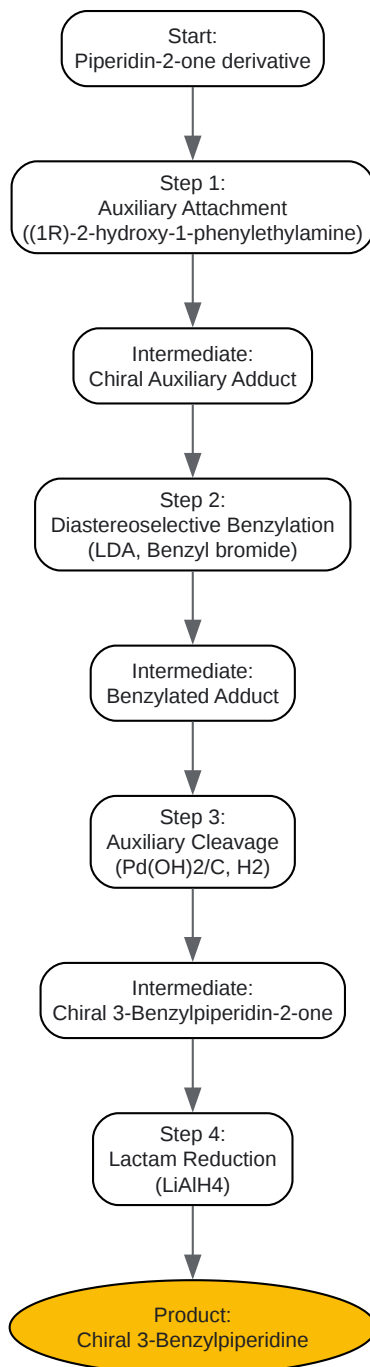 Start:
Piperidin-2-one derivative
Step 1:
Auxiliary Attachment
((1R)-2-hydroxy-1-phenylethylamine)
Intermediate:
Chiral Auxiliary Adduct
Step 2:
Diastereoselective Benzylation
(LDA, Benzyl bromide)
Intermediate:
Benzylated Adduct
Step 3:
Auxiliary Cleavage
(Pd(OH)2/C, H2)
Intermediate:
Chiral 3-Benzylpiperidin-2-one
Step 4:
Lactam Reduction
(LiAlH4)
Product:
Chiral 3-Benzylpiperidine